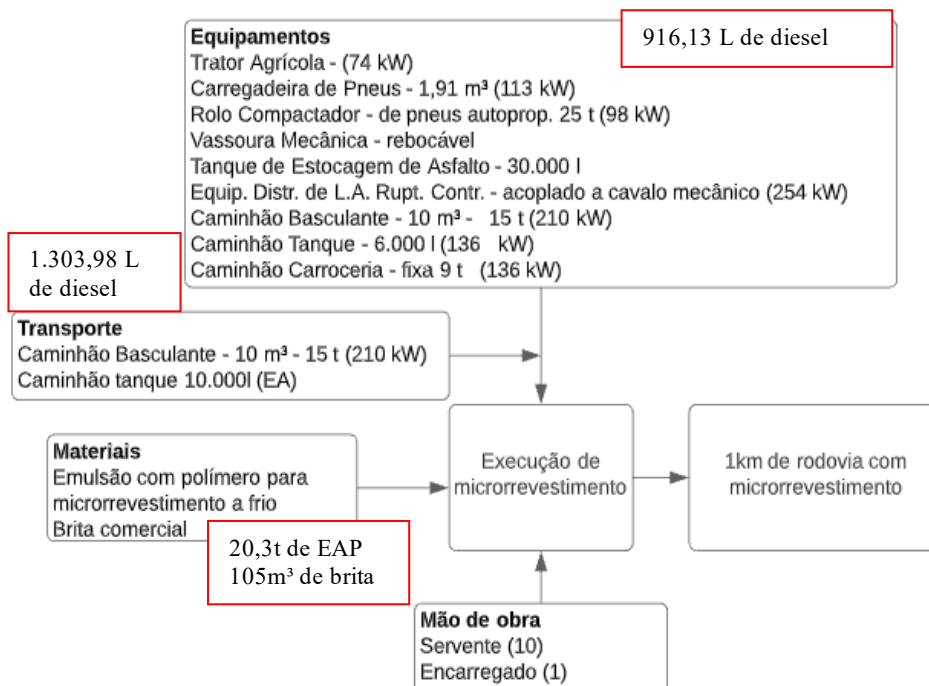 Equipamentos
916,13 L de diesel
Trator Agrícola - (74 kW)
Carregadeira de Pneus - 1,91 m³ (113 kW)
Rolo Compactador - de pneus autoprop. 25 t (98 kW)
Vassoura Mecânica - rebocável
Tanque de Estocagem de Asfalto - 30.000 l
Equip. Distr. de L.A. Rupt. Contr. - acoplado a cavalo mecânico (254 kW)
Caminhão Basculante - 10 m³ - 15 t (210 kW)
Caminhão Tanque - 6.000 l (136 kW)
Caminhão Carroceria - fixa 9 t (136 kW)
1.303,98 L
de diesel
Transporte
Caminhão Basculante - 10 m³ - 15 t (210 kW)
Caminhão tanque 10.000l (EA)
Materiais
Emulsão com polímero para
microrrevestimento a frio
Brita comercial
20,3t de EAP
105m³ de brita
Execução de
microrrevestimento
1km de rodovia com
microrrevestimento
Mão de obra
Servente (10)
Encarregado (1)